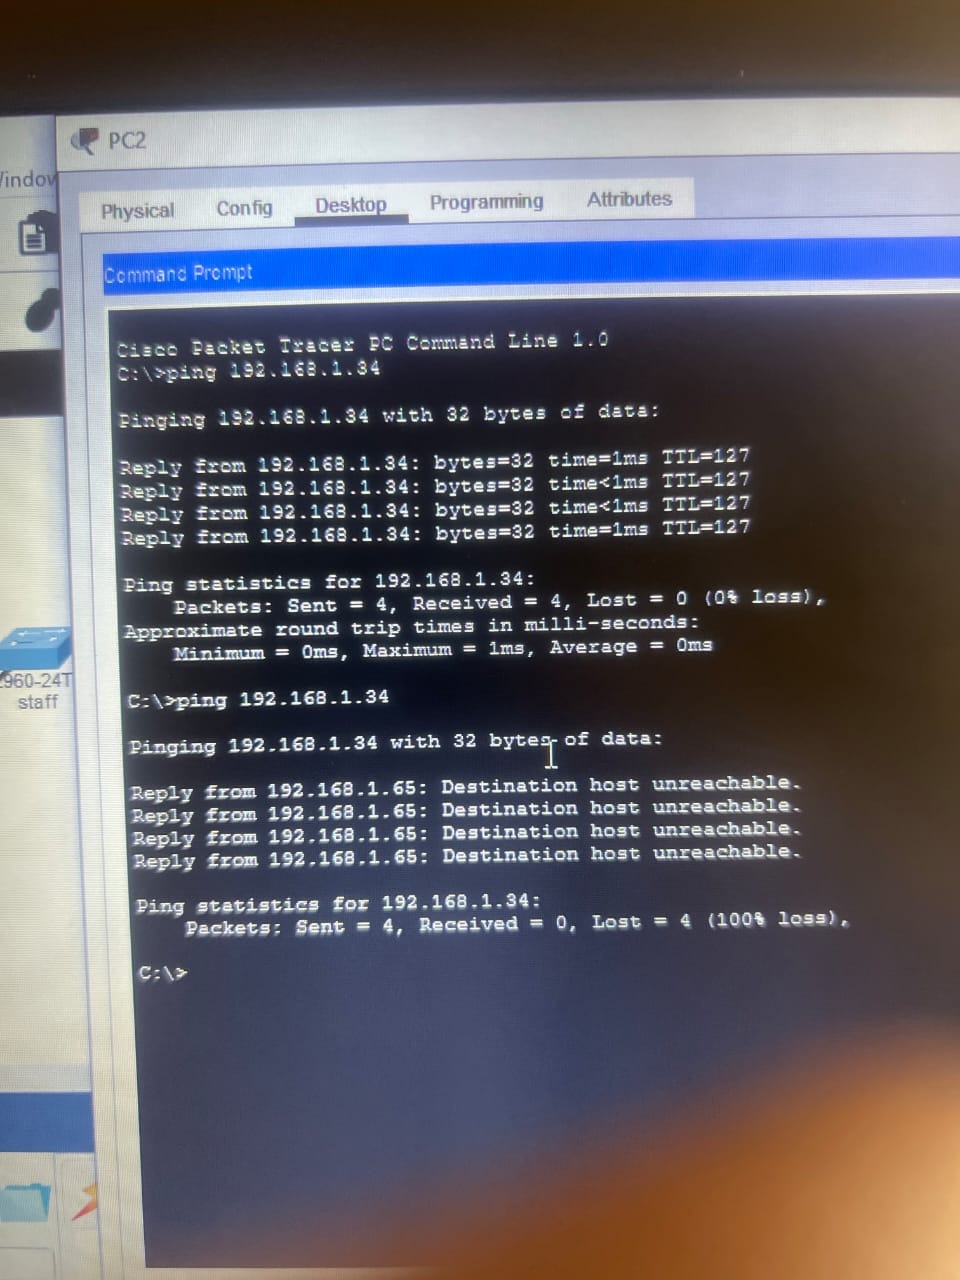 PC2
Physical
Config
Desktop
Programming
Attributes
Command Prompt
Cisco Packet Tracer PC Command Line 1.0
C:\>ping 192.168.1.34
Pinging 192.168.1.34 with 32 bytes of data:
Reply from 192.168.1.34: bytes=32 time=1ms TTL=127
Reply from 192.168.1.34: bytes=32 time<1ms TTL=127
Reply from 192.168.1.34: bytes=32 time<1ms TTL=127
Reply from 192.168.1.34: bytes=32 time=1ms TTL=127
Ping statistics for 192.168.1.34:
Packets: Sent = 4, Received = 4, Lost = 0 (0% loss),
Approximate round trip times in milli-seconds:
Minimum = 0ms, Maximum = 1ms, Average = 0ms
C:\>ping 192.168.1.34
Pinging 192.168.1.34 with 32 bytes of data:
Reply from 192.168.1.65: Destination host unreachable.
Reply from 192.168.1.65: Destination host unreachable.
Reply from 192.168.1.65: Destination host unreachable.
Reply from 192.168.1.65: Destination host unreachable.
Ping statistics for 192.168.1.34:
Packets: Sent = 4, Received = 0, Lost = 4 (100% loss),
C:\>
960-24T
staff